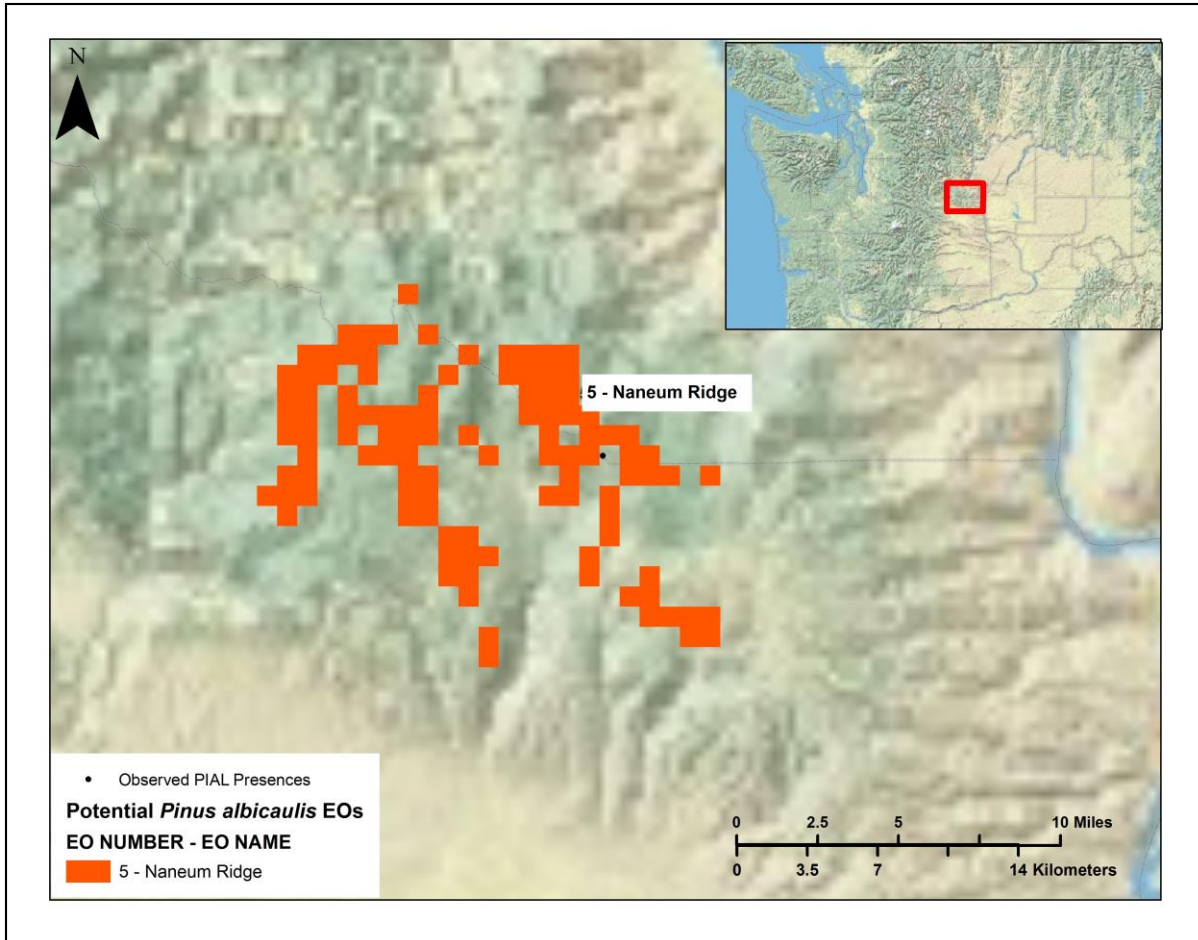 N
5 - Naneum Ridge
Observed PIAL Presences
Potential Pinus albicaulis EOs
EO NUMBER - EO NAME
5 - Naneum Ridge
0 2.5 5 10 Miles
0 3.5 7 14 Kilometers